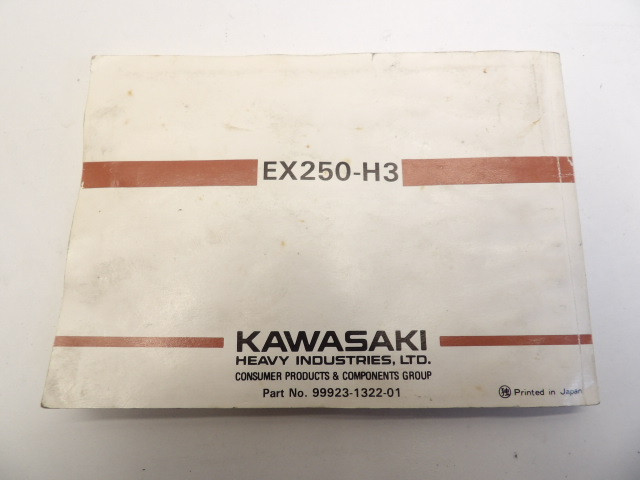 EX250-H3
KAWASAKI
HEAVY INDUSTRIES, LTD.
CONSUMER PRODUCTS & COMPONENTS GROUP
Part No. 99923-1322-01
Printed in Japan